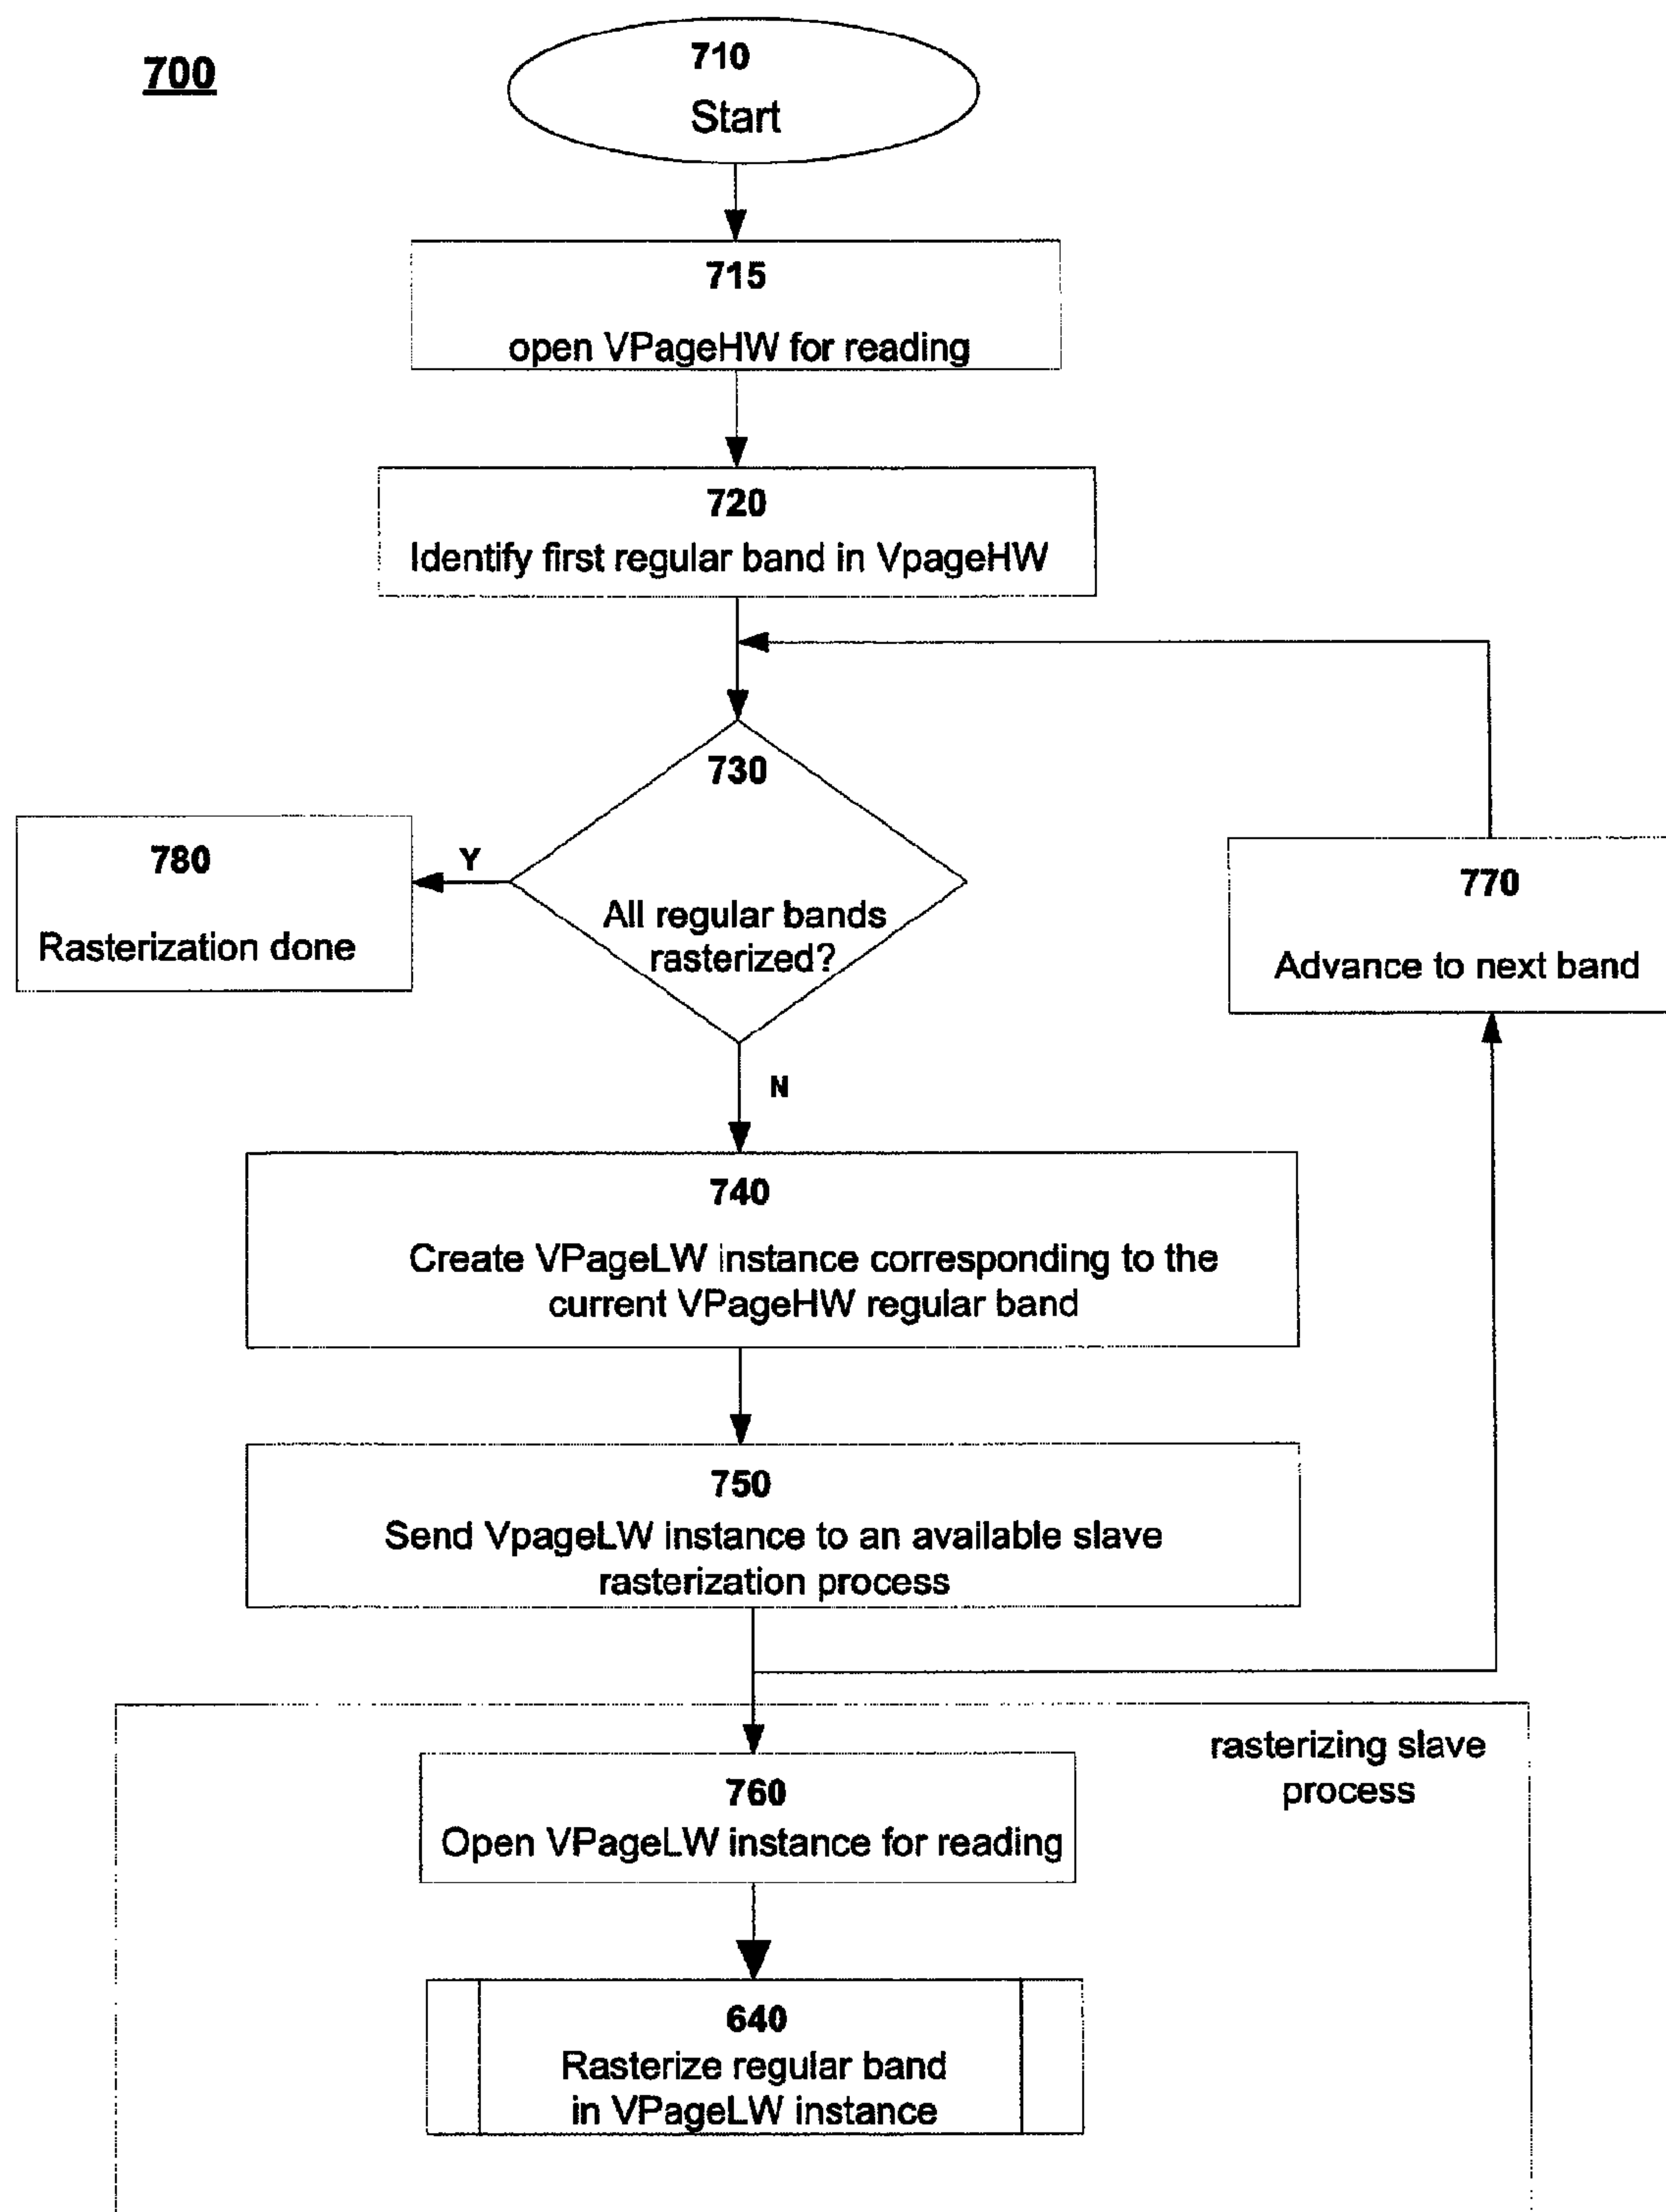 700
710
Start
715
open VPageHW for reading
720
Identify first regular band in VpageHW
730
All regular bands
rasterized?
Y
780
Rasterization done
770
Advance to next band
N
740
Create VPageLW instance corresponding to the
current VPageHW regular band
750
Send VpageLW instance to an available slave
rasterization process
rasterizing slave
process
760
Open VPageLW instance for reading
640
Rasterize regular band
in VPageLW instance